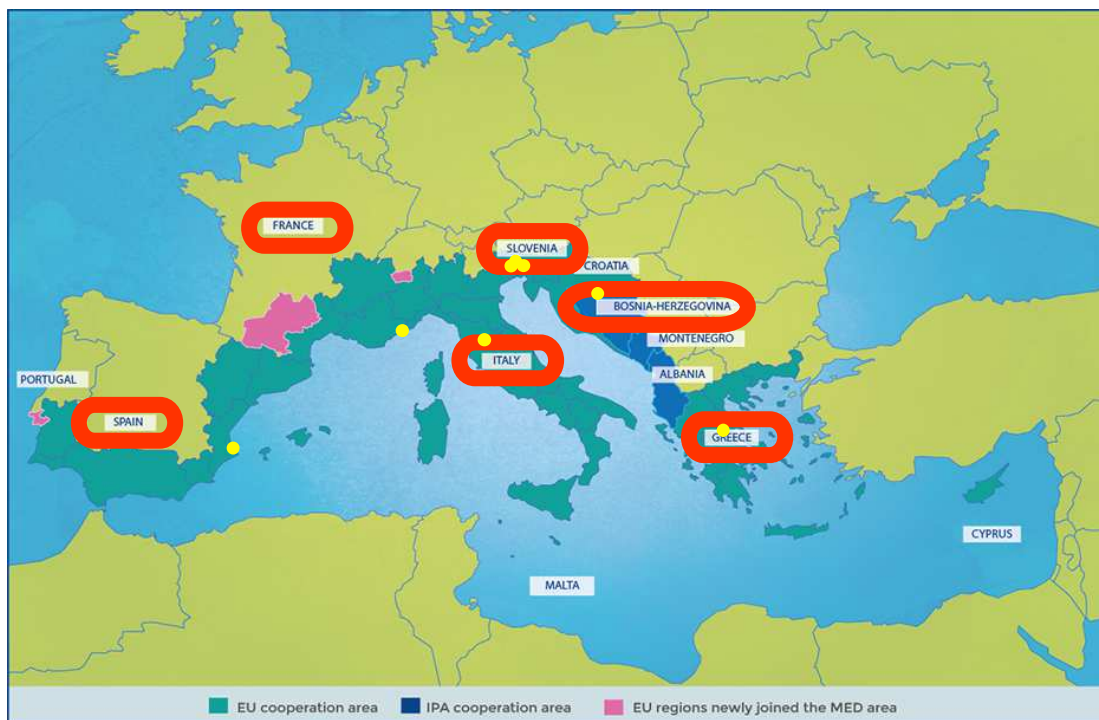 FRANCE
SLOVENIA
CROATIA
BOSNIA-HERZEGOVINA
MONTENEGRO
ITALY
ALBANIA
PORTUGAL
SPAIN
GREECE
CYPRUS
MALTA
EU cooperation area
IPA cooperation area
EU regions newly joined the MED area